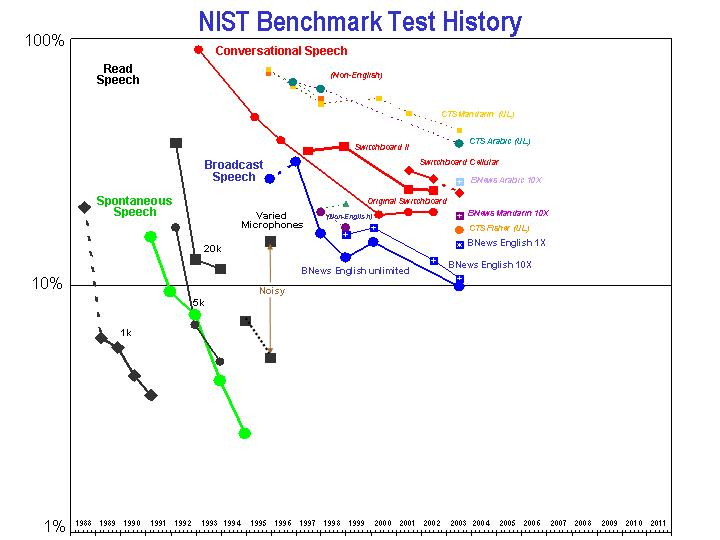 NIST Benchmark Test History
100%
Conversational Speech
Read
Speech
(Non-English)
CTS Mandarin (UL)
CTS Arabic (UL)
Switchboard II
Switchboard Cellular
Broadcast
Speech
BNews Arabic 10X
Spontaneous
Speech
Original Switchboard
Varied
Microphones
(Non-English)
BNews Mandarin 10X
CTS Fisher (UL)
BNews English 1X
20k
BNews English unlimited
BNews English 10X
10%
Noisy
5k
1k
1%
1988 1989 1990 1991 1992 1993 1994 1995 1996 1997 1998 1999 2000 2001 2002 2003 2004 2005 2006 2007 2008 2009 2010 2011